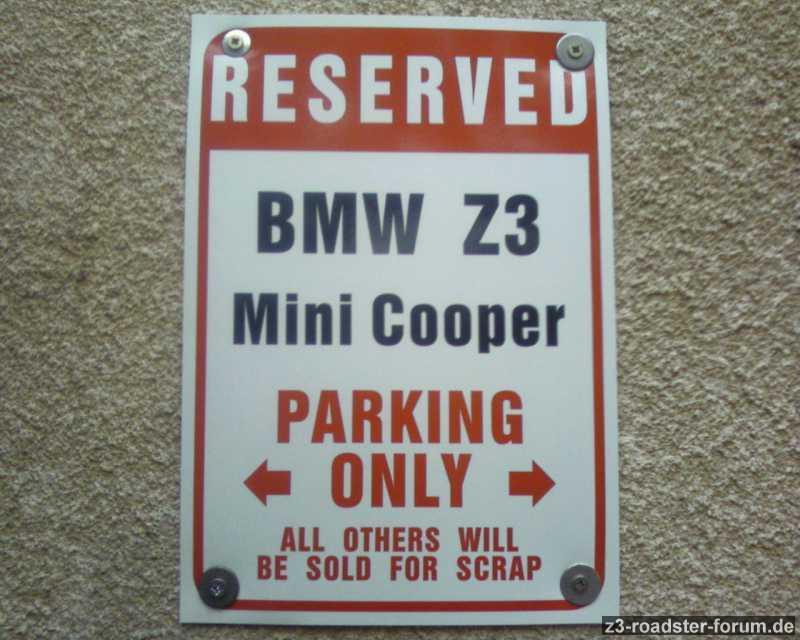 RESERVED
BMW Z3
Mini Cooper
PARKING
ONLY
ALL OTHERS WILL
BE SOLD FOR SCRAP
z3-roadster-forum.de